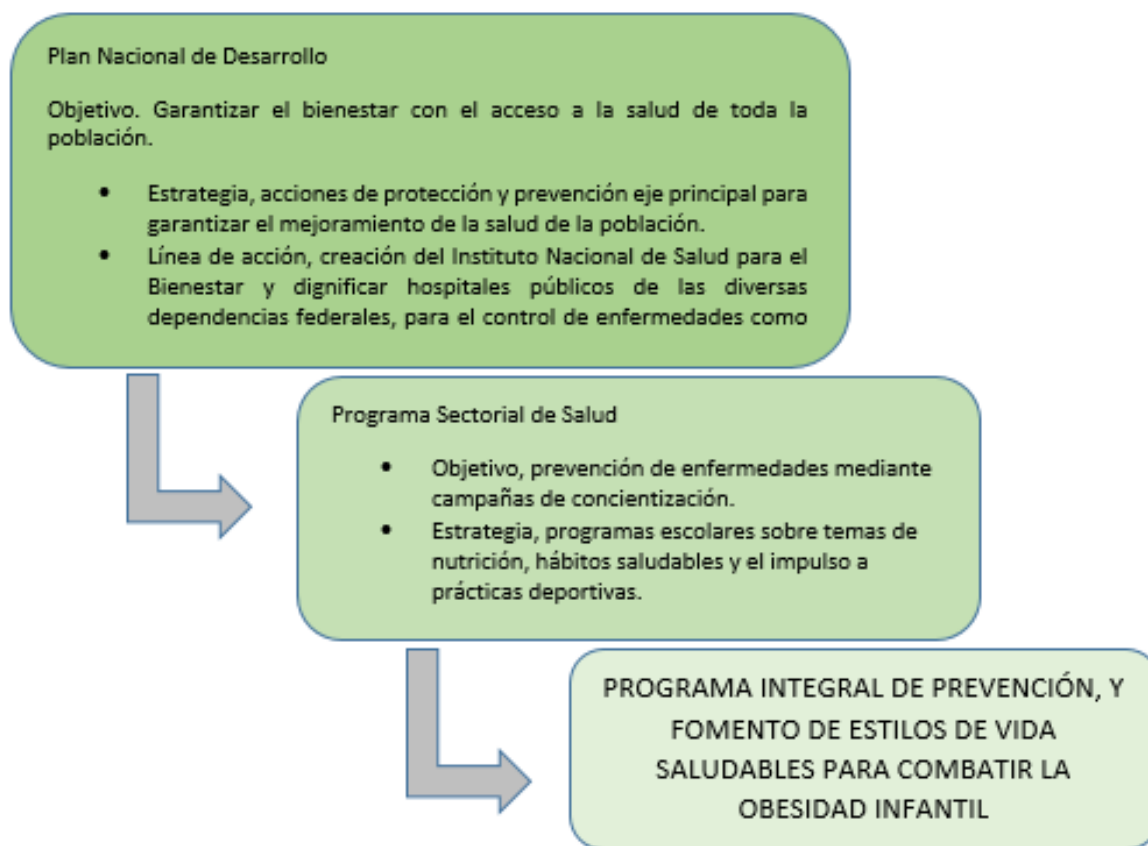 Plan Nacional de Desarrollo
Objetivo. Garantizar el bienestar con el acceso a la salud de toda la
población.
• Estrategia, acciones de protección y prevención eje principal para
garantizar el mejoramiento de la salud de la población.
• Línea de acción, creación del Instituto Nacional de Salud para el
Bienestar y dignificar hospitales públicos de las diversas
dependencias federales, para el control de enfermedades como
Programa Sectorial de Salud
• Objetivo, prevención de enfermedades mediante
campañas de concientización.
• Estrategia, programas escolares sobre temas de
nutrición, hábitos saludables y el impulso a
prácticas deportivas.
PROGRAMA INTEGRAL DE PREVENCIÓN, Y
FOMENTO DE ESTILOS DE VIDA
SALUDABLES PARA COMBATIR LA
OBESIDAD INFANTIL